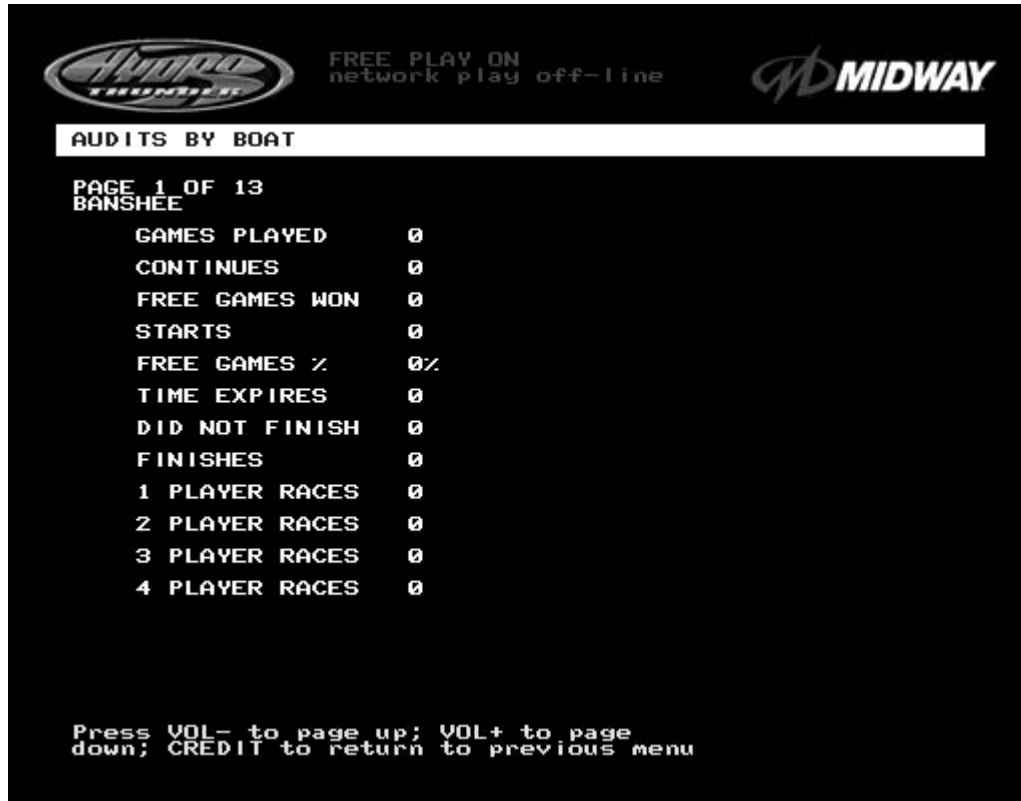 HYDRO
THUNDER
FREE PLAY ON
network play off-line
MIDWAY
AUDITS BY BOAT
PAGE 1 OF 13
BANSHEE
GAMES PLAYED 0
CONTINUES 0
FREE GAMES WON 0
STARTS 0
FREE GAMES % 0%
TIME EXPIRES 0
DID NOT FINISH 0
FINISHES 0
1 PLAYER RACES 0
2 PLAYER RACES 0
3 PLAYER RACES 0
4 PLAYER RACES 0
Press VOL- to page up; VOL+ to page
down; CREDIT to return to previous menu